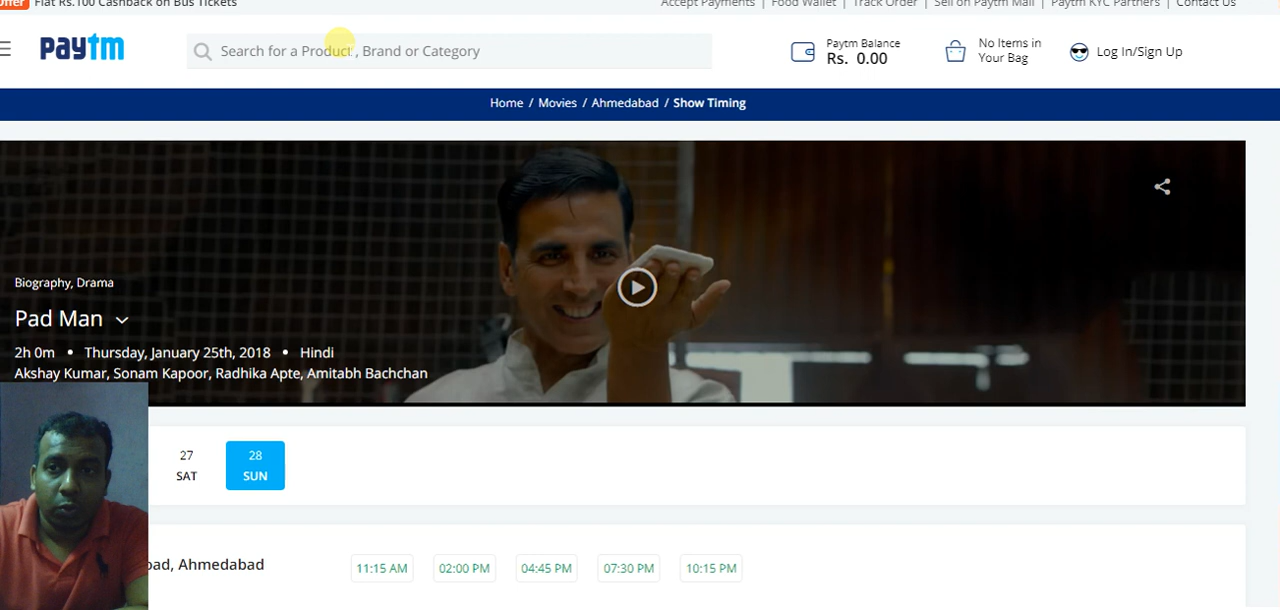 Offer Flat Rs.100 Cashback on Bus Tickets
Accept Payments | Food Wallet | Track Order | Sell on Paytm Mall | Paytm KYC Partners | Contact Us
paytm
Search for a Product , Brand or Category
Paytm Balance
Rs. 0.00
No Items in
Your Bag
Log In/Sign Up
Home / Movies / Ahmedabad / Show Timing
Biography, Drama
Pad Man
2h 0m • Thursday, January 25th, 2018 • Hindi
Akshay Kumar, Sonam Kapoor, Radhika Apte, Amitabh Bachchan
27
SAT
28
SUN
Ahmedabad
11:15 AM 02:00 PM 04:45 PM 07:30 PM 10:15 PM